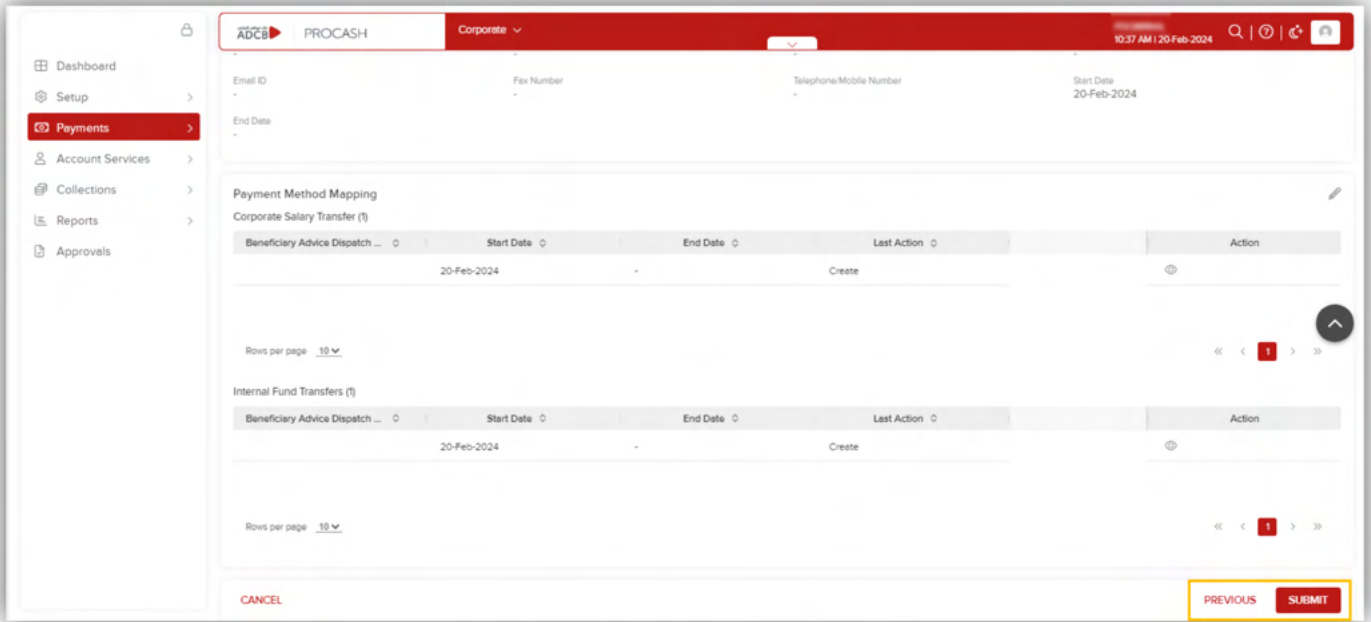 ADCB
PROCASH
Corporate
10:37 AM | 20-Feb-2024
Dashboard
Setup
Payments
Account Services
Collections
Reports
Approvals
Email ID
Fax Number
Telephone/Mobile Number
Start Date
-
-
-
20-Feb-2024
End Date
-
Payment Method Mapping
Corporate Salary Transfer (1)
Beneficiary Advice Dispatch ... Start Date End Date Last Action Action
20-Feb-2024 - Create
Rows per page 10
« < 1 > »
Internal Fund Transfers (1)
Beneficiary Advice Dispatch ... Start Date End Date Last Action Action
20-Feb-2024 - Create
Rows per page 10
« < 1 > »
CANCEL
PREVIOUS
SUBMIT